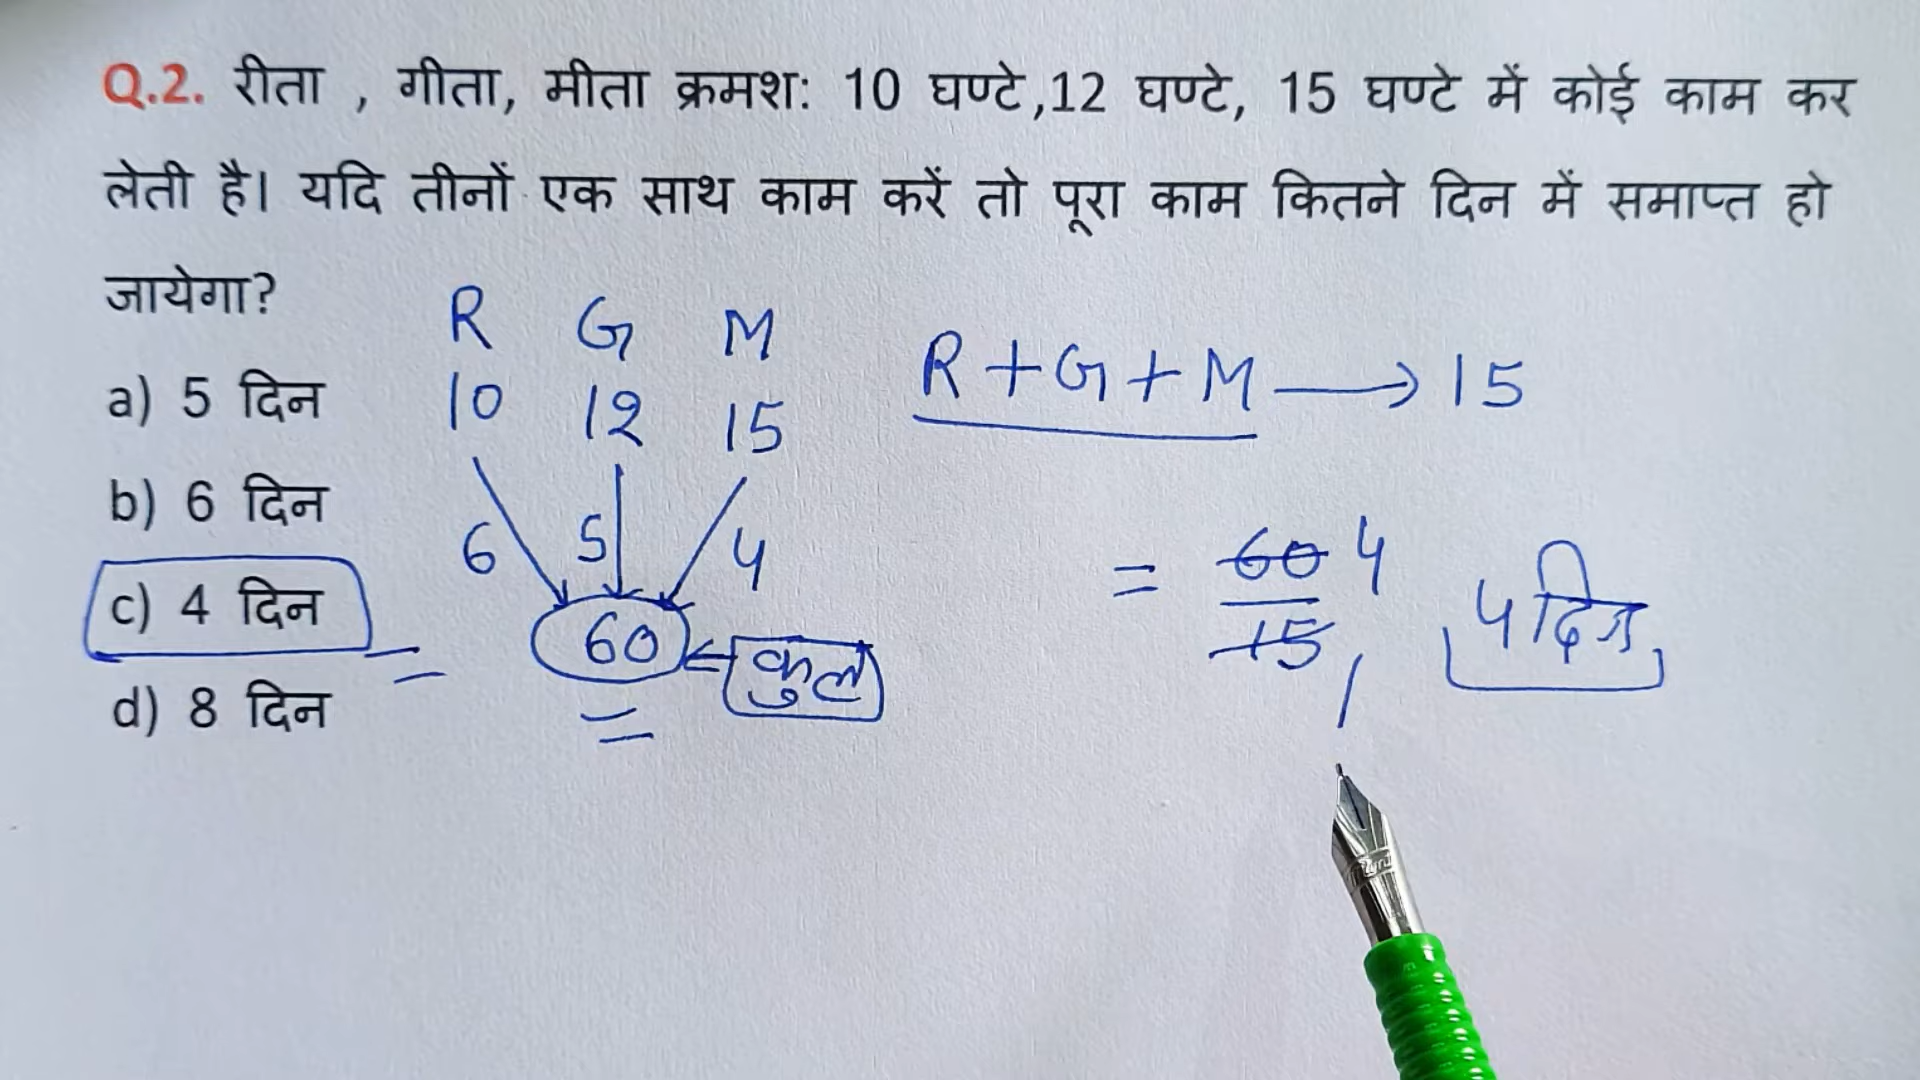 Q.2. रीता , गीता, मीता क्रमश: 10 घण्टे,12 घण्टे, 15 घण्टे में कोई काम कर
लेती है। यदि तीनों एक साथ काम करें तो पूरा काम कितने दिन में समाप्त हो
जायेगा?
a) 5 दिन
b) 6 दिन
c) 4 दिन
d) 8 दिन
R G M
10 12 15
6 5 4
60 ← कुल
R + G + M → 15
= 60 4
15
4 दिन